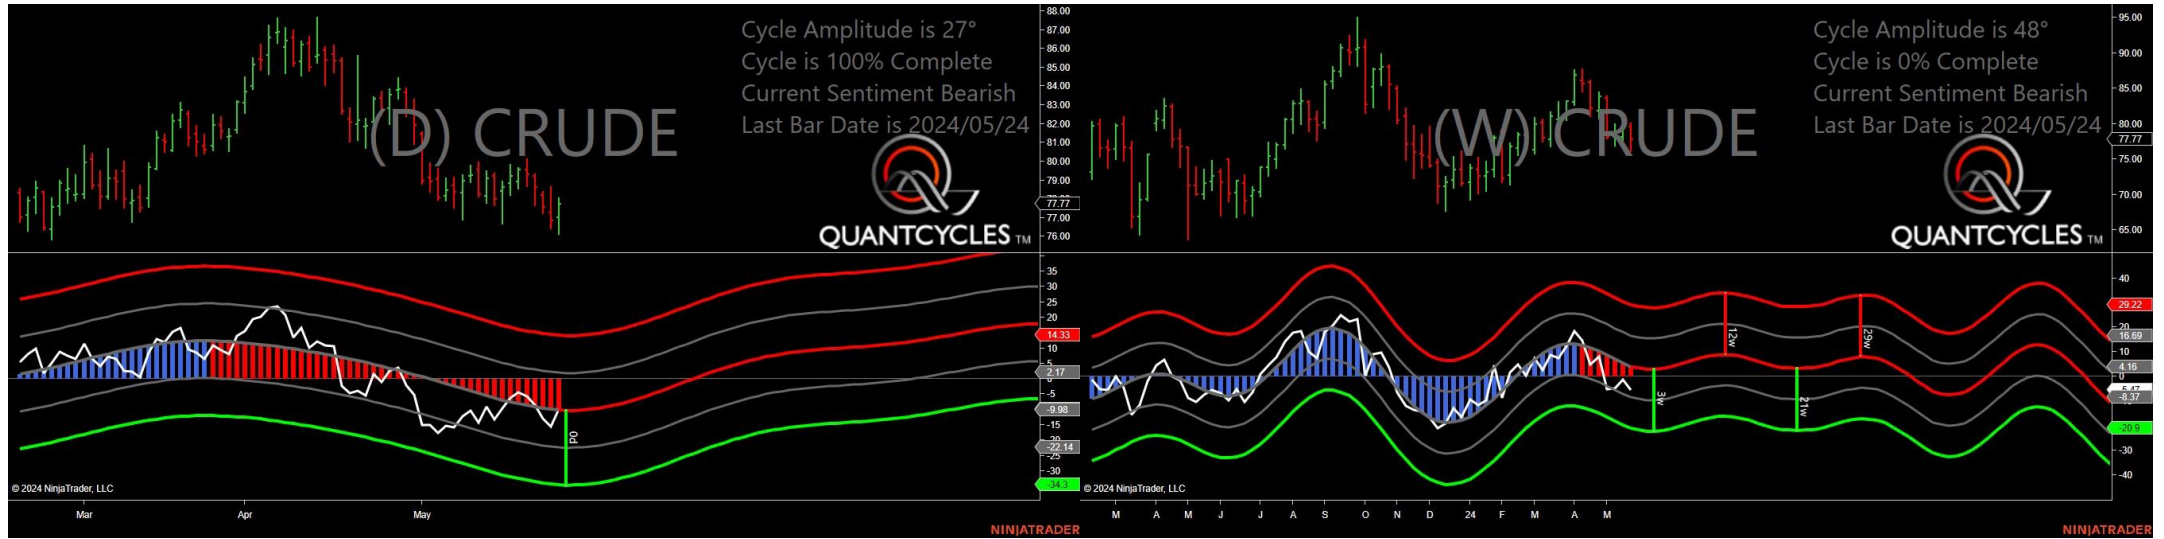 (D) CRUDE
Cycle Amplitude is 27°
Cycle is 100% Complete
Current Sentiment Bearish
Last Bar Date is 2024/05/24
QUANTCYCLES TM
88.00
87.00
86.00
85.00
84.00
83.00
82.00
81.00
80.00
79.00
77.77
77.00
76.00
35
30
25
20
14.33
10
5
2.17
0
-5
-9.98
-15
-20
-22.14
-25
-30
-34.3
0d
© 2024 NinjaTrader, LLC
Mar
Apr
May
NINJATRADER
(W) CRUDE
Cycle Amplitude is 48°
Cycle is 0% Complete
Current Sentiment Bearish
Last Bar Date is 2024/05/24
QUANTCYCLES TM
95.00
90.00
85.00
80.00
77.77
75.00
70.00
65.00
40
29.22
20
16.69
10
4.16
0
-8.37
-20.9
-30
-40
3w
12w
21w
29w
© 2024 NinjaTrader, LLC
M
A
M
J
J
A
S
O
N
D
24
F
M
A
M
NINJATRADER